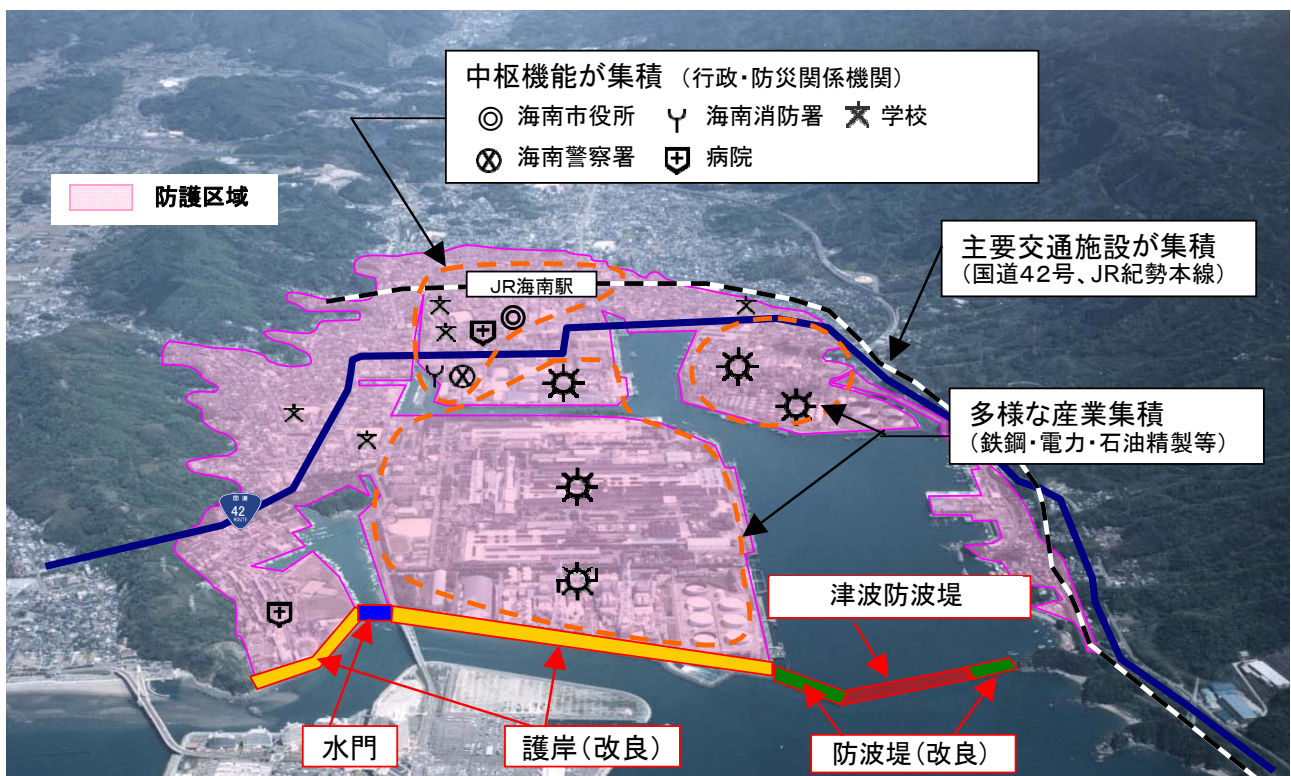 中枢機能が集積 (行政・防災関係機関)
海南市役所 海南消防署 学校
海南警察署 病院
防護区域
主要交通施設が集積
(国道42号、JR紀勢本線)
JR海南駅
多様な産業集積
(鉄鋼・電力・石油精製等)
国道
42
ROUTE
津波防波堤
水門
護岸(改良)
防波堤(改良)